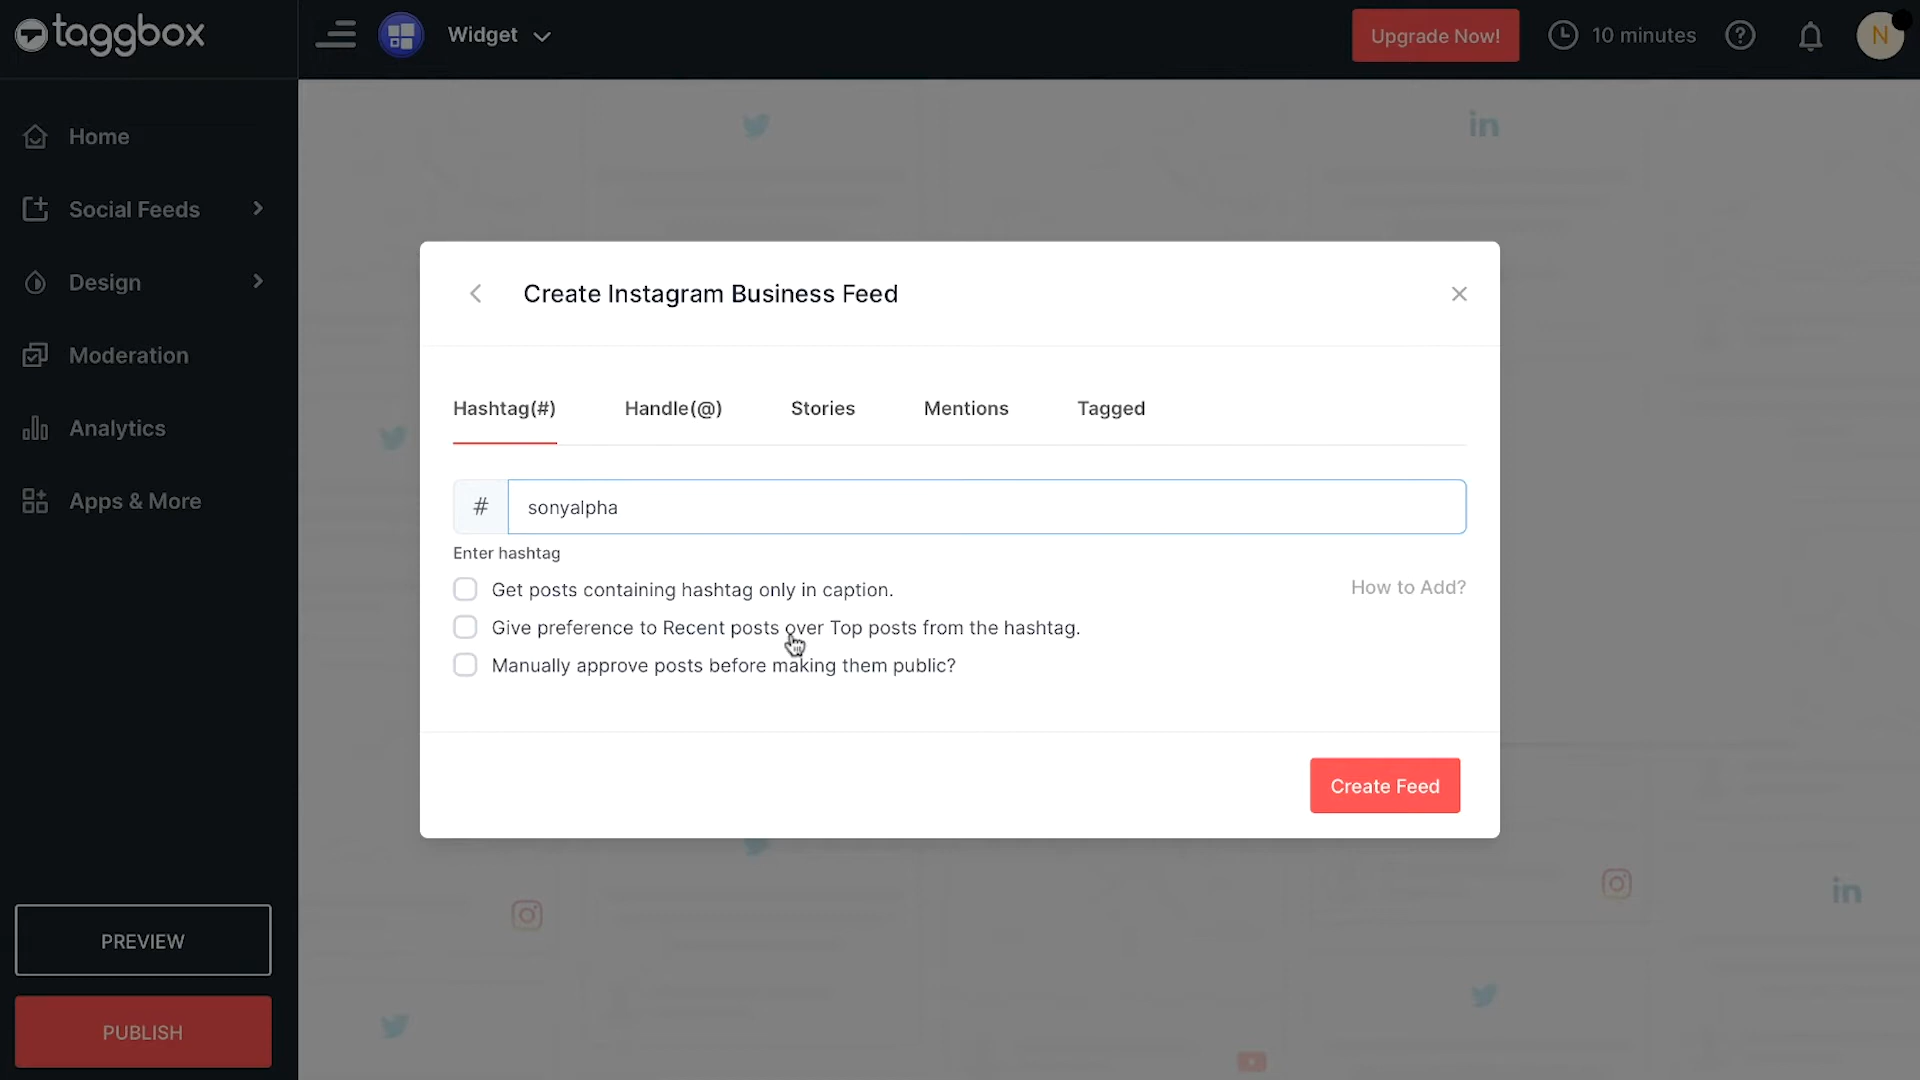 taggbox
Widget
Upgrade Now!
10 minutes
N
Home
Social Feeds
Design
Moderation
Analytics
Apps & More
PREVIEW
PUBLISH
Create Instagram Business Feed
Hashtag(#)
Handle(@)
Stories
Mentions
Tagged
# sonyalpha
Enter hashtag
Get posts containing hashtag only in caption.
How to Add?
Give preference to Recent posts over Top posts from the hashtag.
Manually approve posts before making them public?
Create Feed